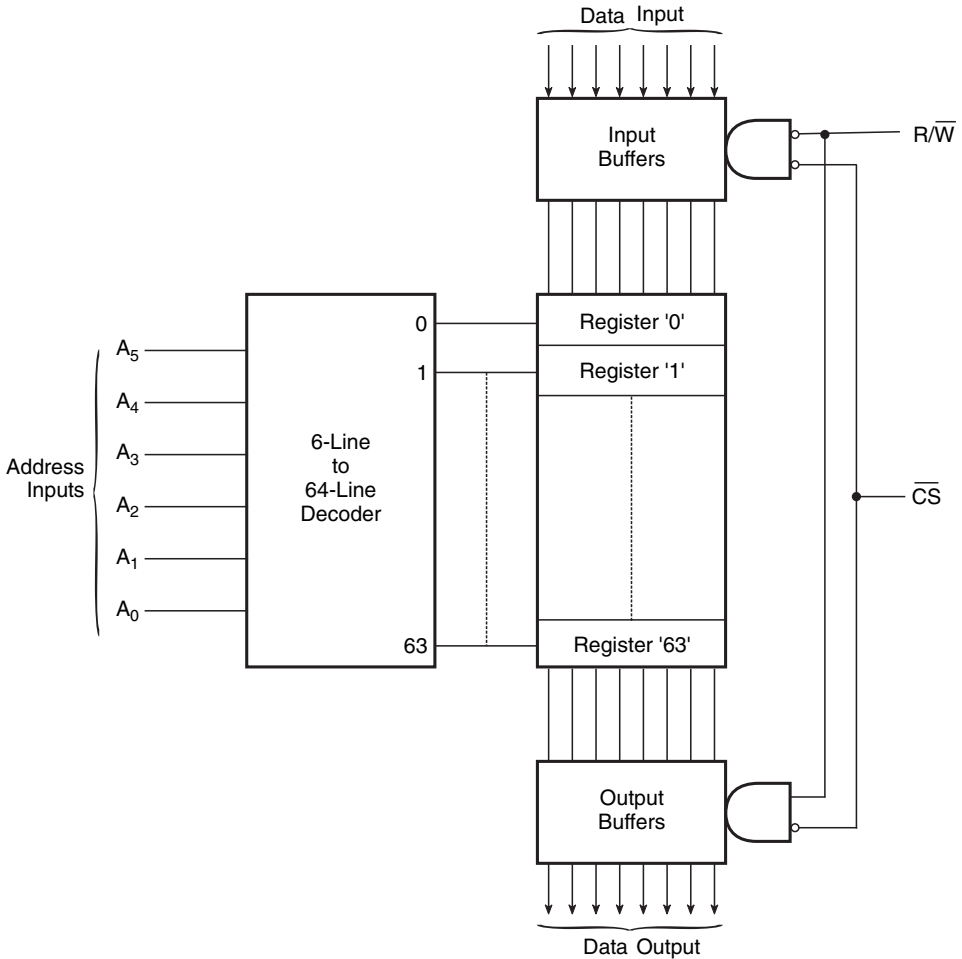 Data Input
Input
Buffers
R/W̅
0
Register '0'
A₅
1
Register '1'
A₄
6-Line
to
64-Line
Decoder
A₃
Address
Inputs
A₂
C̅S̅
A₁
A₀
63
Register '63'
Output
Buffers
Data Output